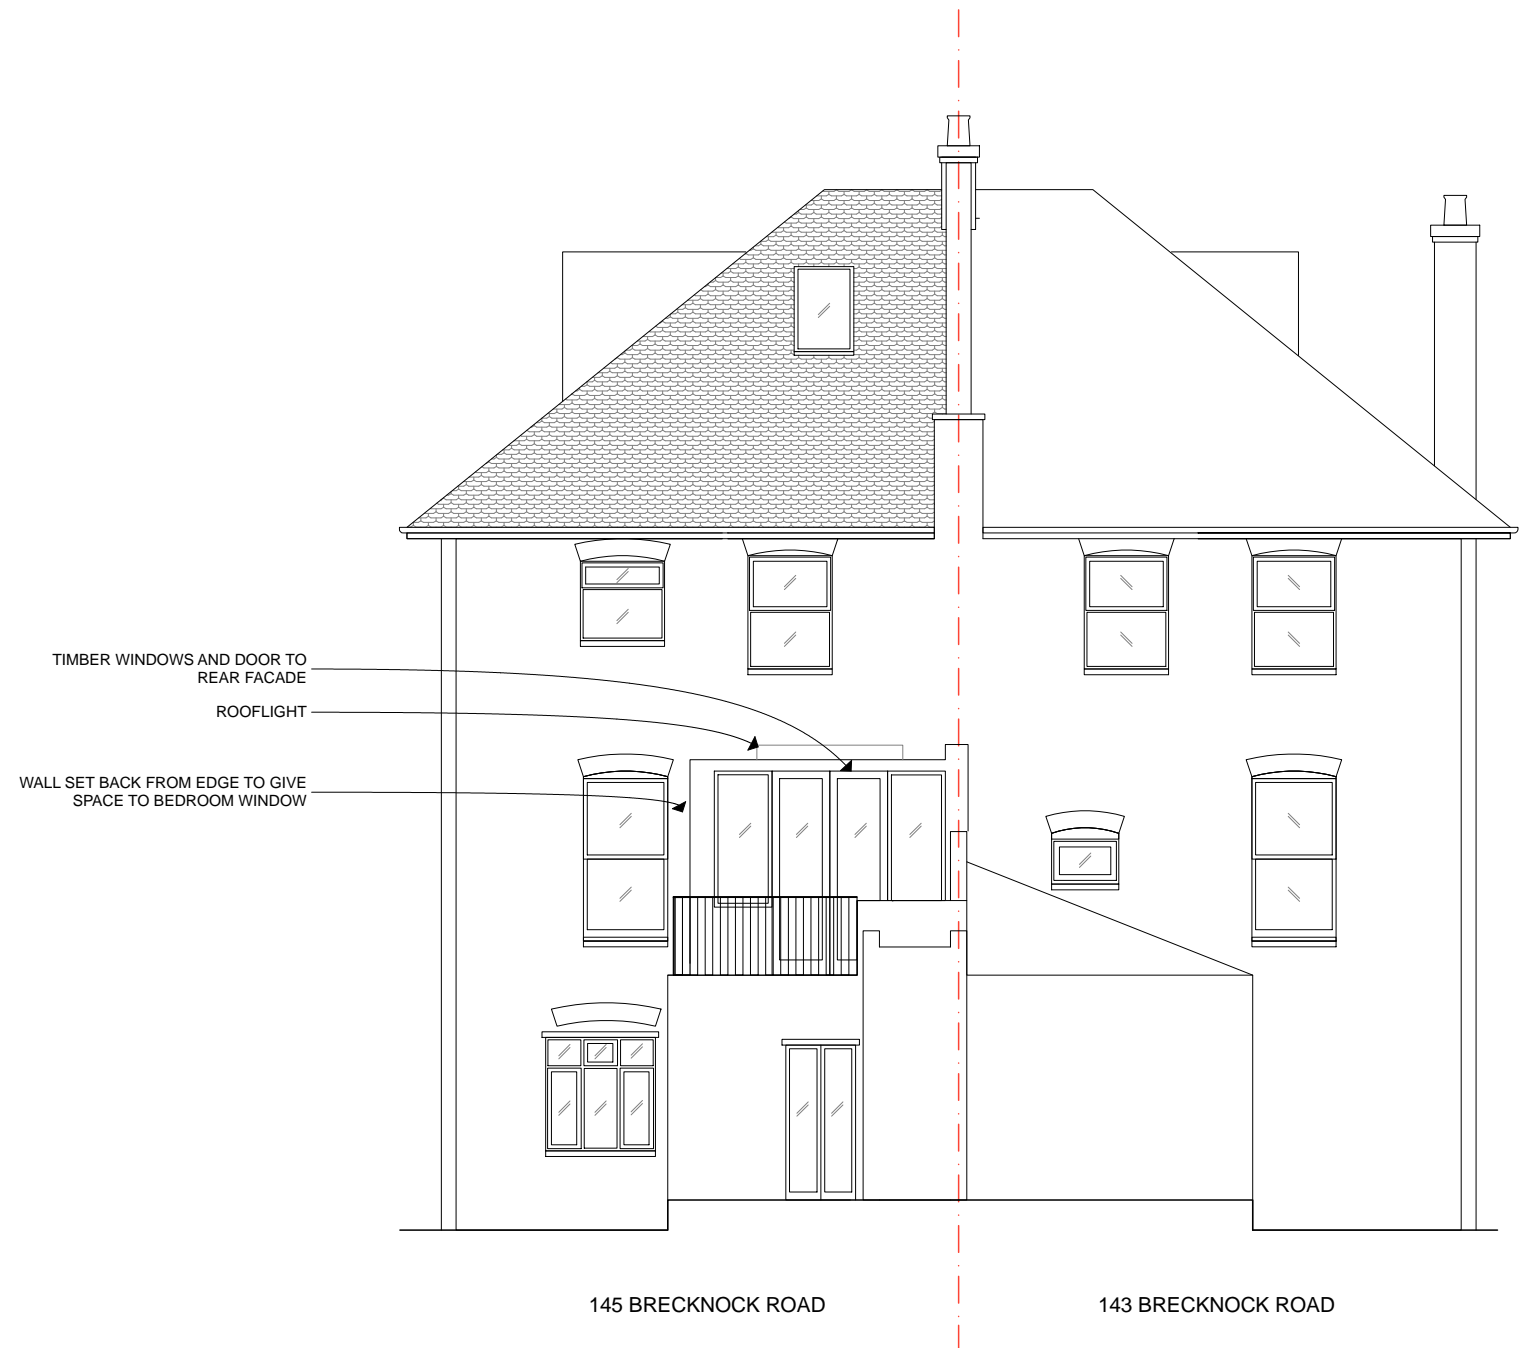 TIMBER WINDOWS AND DOOR TO
REAR FACADE
ROOFLIGHT
WALL SET BACK FROM EDGE TO GIVE
SPACE TO BEDROOM WINDOW
145 BRECKNOCK ROAD
143 BRECKNOCK ROAD